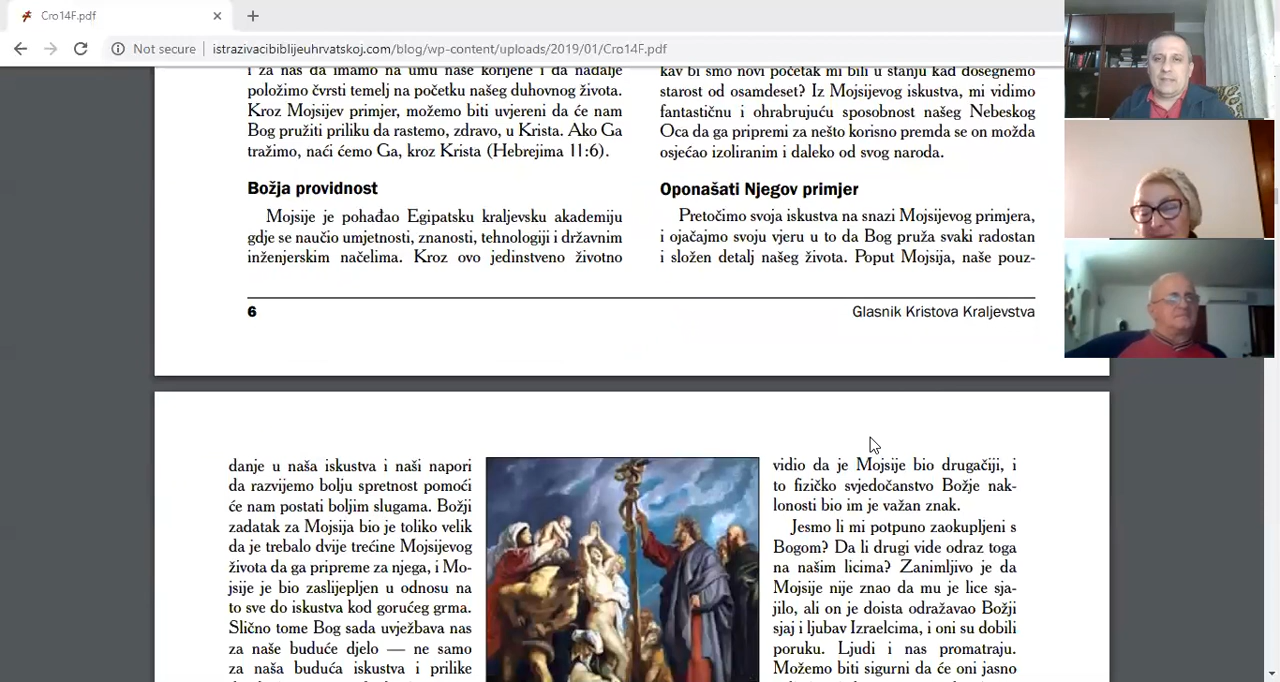 Cro14F.pdf
Not secure
istrazivacibiblijeuhrvatskoj.com/blog/wp-content/uploads/2019/01/Cro14F.pdf
i za nas da imamo na umu naše korijene i da nadalje
položimo čvrsti temelj na početku našeg duhovnog života.
Kroz Mojsijev primjer, možemo biti uvjereni da će nam
Bog pružiti priliku da rastemo, zdravo, u Krista. Ako Ga
tražimo, naći ćemo Ga, kroz Krista (Hebrejima 11:6).
Božja providnost
Mojsije je pohađao Egipatsku kraljevsku akademiju
gdje se naučio umjetnosti, znanosti, tehnologiji i državnim
inženjerskim načelima. Kroz ovo jedinstveno životno
kav bi smo novi početak mi bili u stanju kad dosegnemo
starost od osamdeset? Iz Mojsijevog iskustva, mi vidimo
fantastičnu i ohrabrujuću sposobnost našeg Nebeskog
Oca da ga pripremi za nešto korisno premda se on možda
osjećao izoliranim i daleko od svog naroda.
Oponašati Njegov primjer
Pretočimo svoja iskustva na snazi Mojsijevog primjera,
i ojačajmo svoju vjeru u to da Bog pruža svaki radostan
i složen detalj našeg života. Poput Mojsija, naše pouz-
6
Glasnik Kristova Kraljevstva
danje u naša iskustva i naši napori
da razvijemo bolju spretnost pomoći
će nam postati boljim slugama. Božji
zadatak za Mojsija bio je toliko velik
da je trebalo dvije trećine Mojsijevog
života da ga pripreme za njega, i Mo-
jsije je bio zaslijepljen u odnosu na
to sve do iskustva kod gorućeg grma.
Slično tome Bog sada uvježbava nas
za naše buduće djelo — ne samo
za naša buduća iskustva i prilike
vidio da je Mojsije bio drugačiji, i
to fizičko svjedočanstvo Božje nak-
lonosti bio im je važan znak.
Jesmo li mi potpuno zaokupljeni s
Bogom? Da li drugi vide odraz toga
na našim licima? Zanimljivo je da
Mojsije nije znao da mu je lice sja-
jilo, ali on je doista odražavao Božji
sjaj i ljubav Izraelcima, i oni su dobili
poruku. Ljudi i nas promatraju.
Možemo biti sigurni da će oni jasno